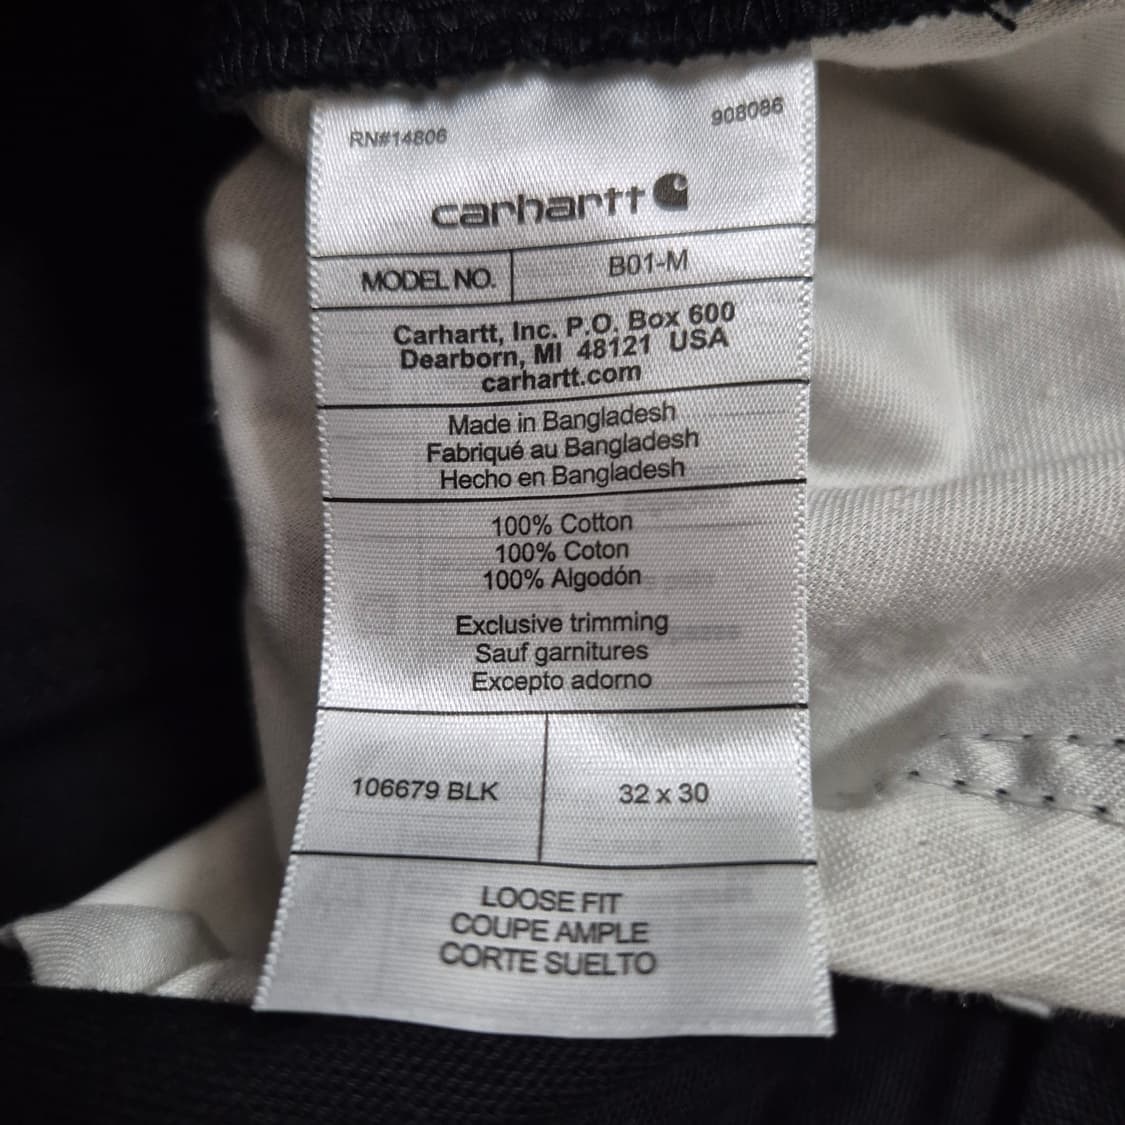 RN#14806 908086
carhartt
MODEL NO. B01-M
Carhartt, Inc. P.O. Box 600
Dearborn, MI 48121 USA
carhartt.com
Made in Bangladesh
Fabriqué au Bangladesh
Hecho en Bangladesh
100% Cotton
100% Coton
100% Algodón
Exclusive trimming
Sauf garnitures
Excepto adorno
106679 BLK 32 x 30
LOOSE FIT
COUPE AMPLE
CORTE SUELTO